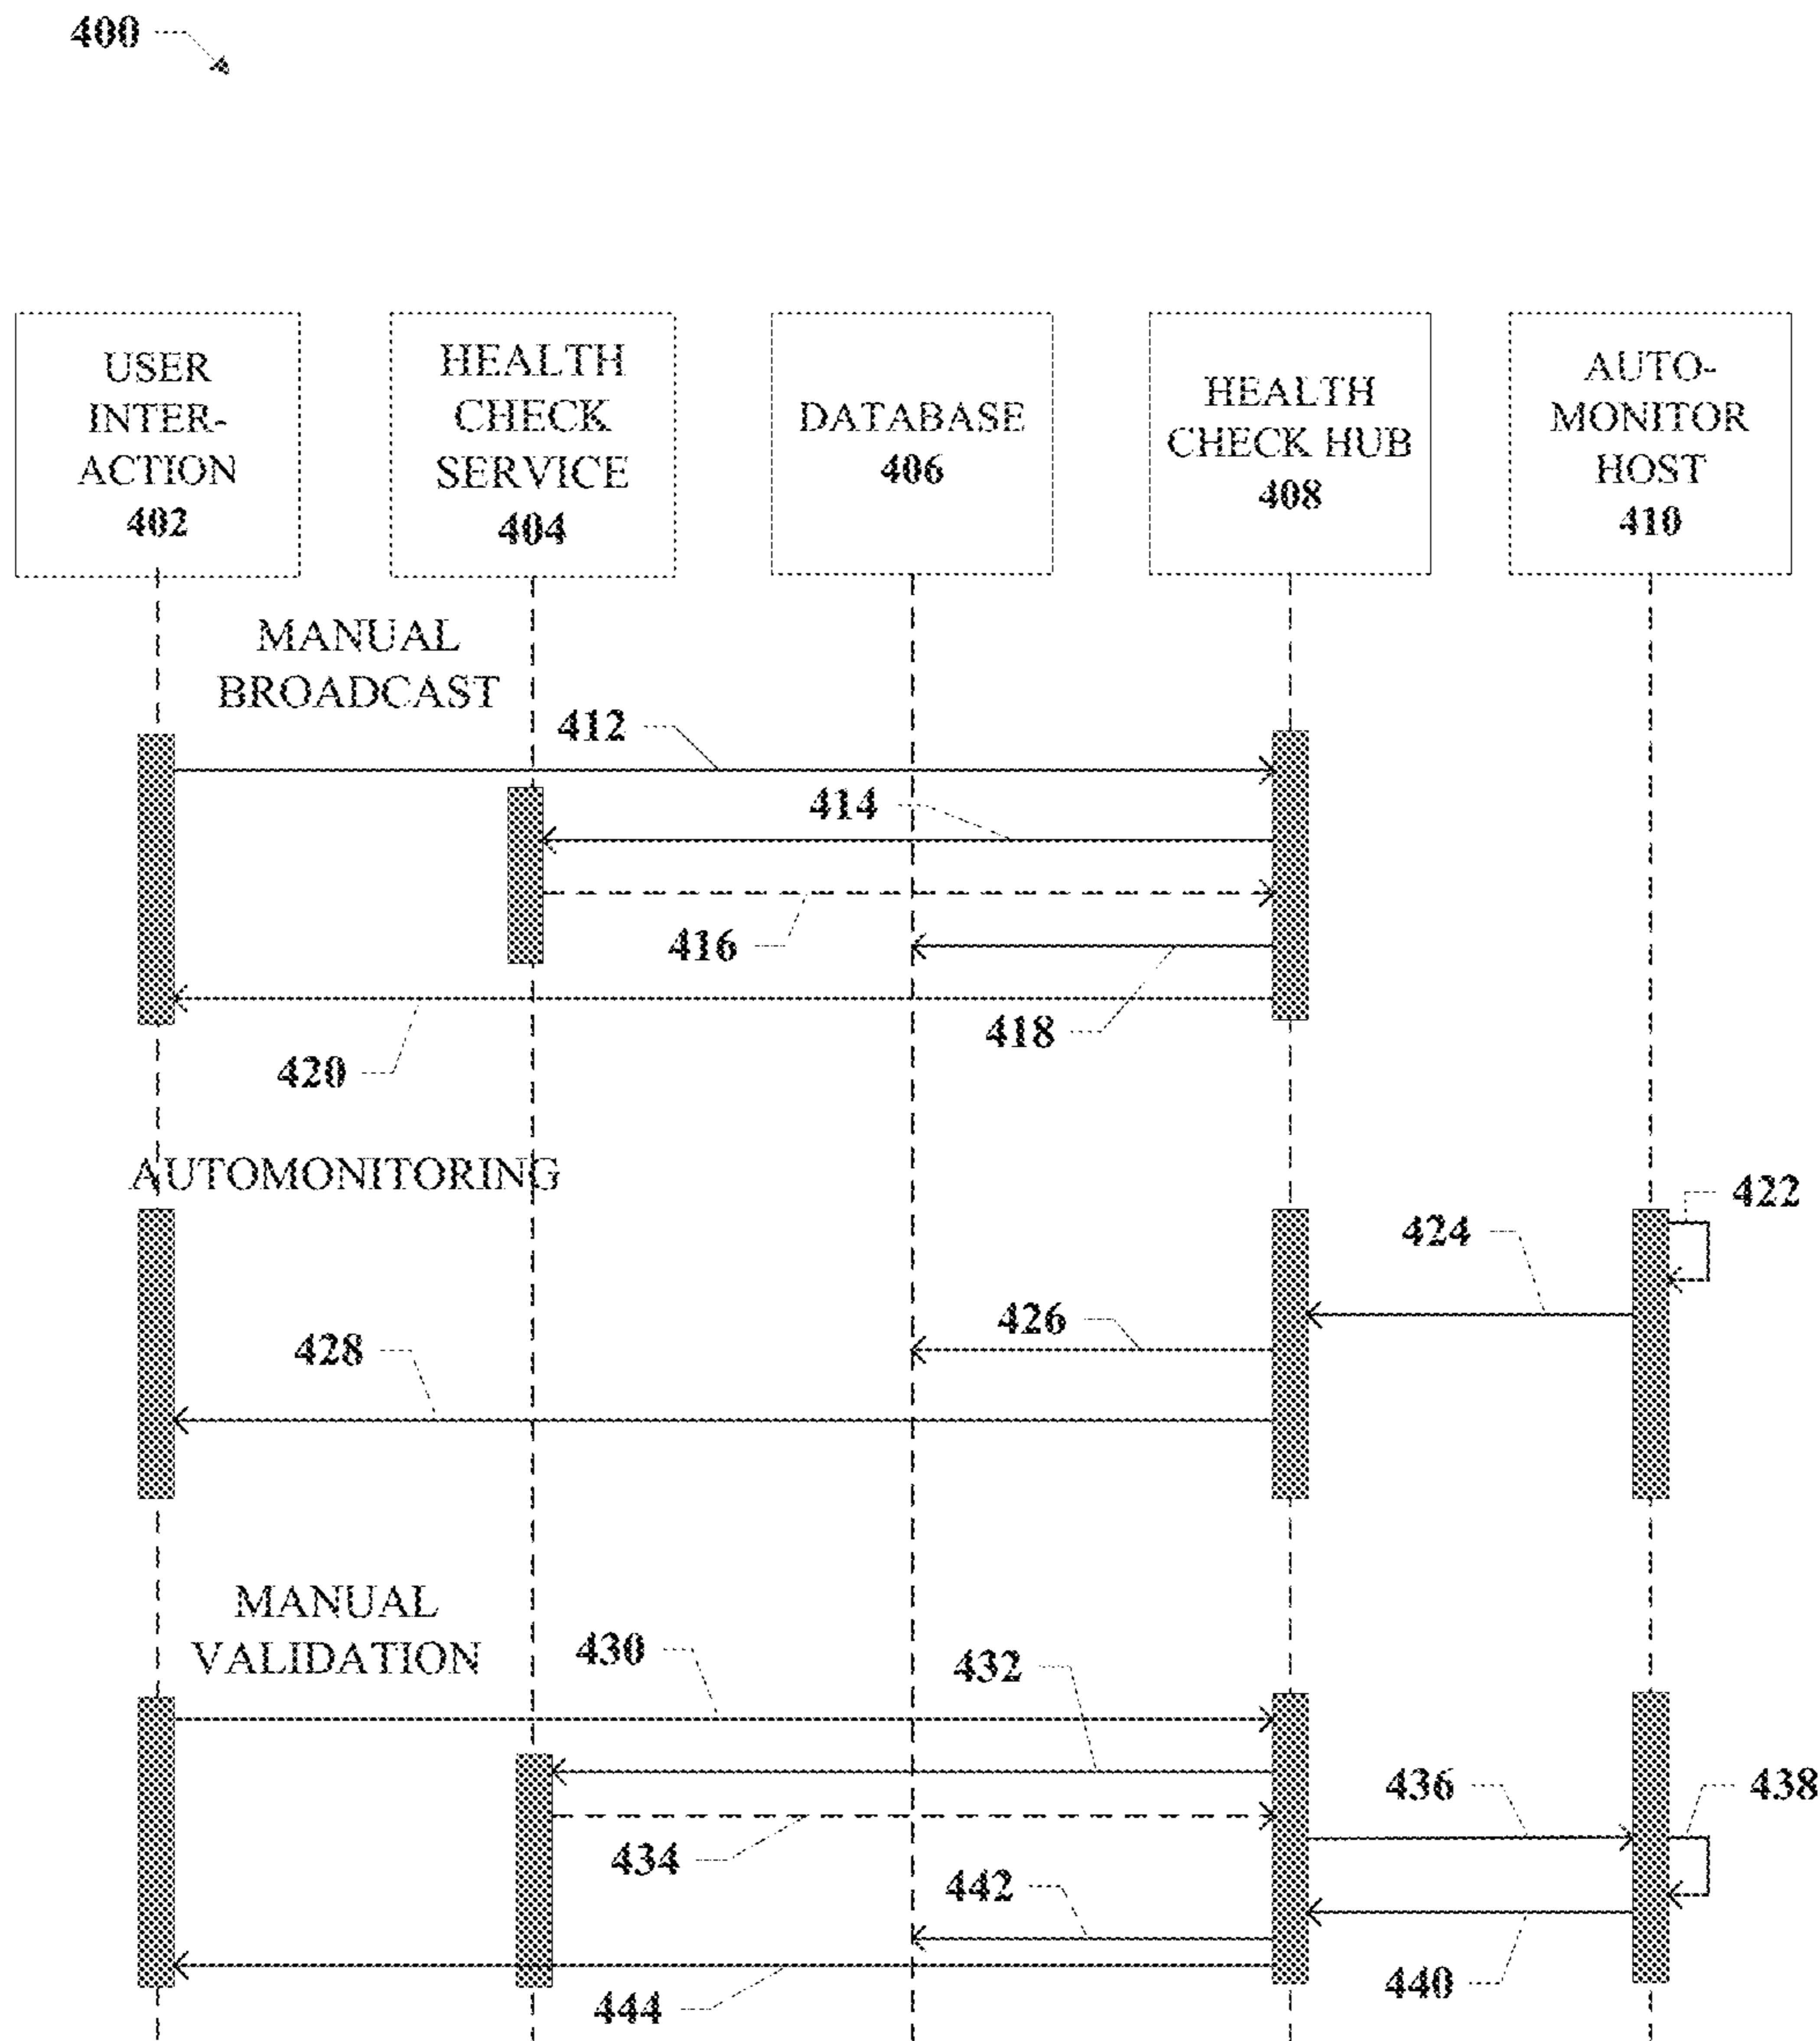 400
USER
INTER-
ACTION
402
HEALTH
CHECK
SERVICE
404
DATABASE
406
HEALTH
CHECK HUB
408
AUTO-
MONITOR
HOST
410
MANUAL
BROADCAST
412
414
416
418
420
AUTOMONITORING
422
424
426
428
MANUAL
VALIDATION
430
432
434
436
438
442
440
444